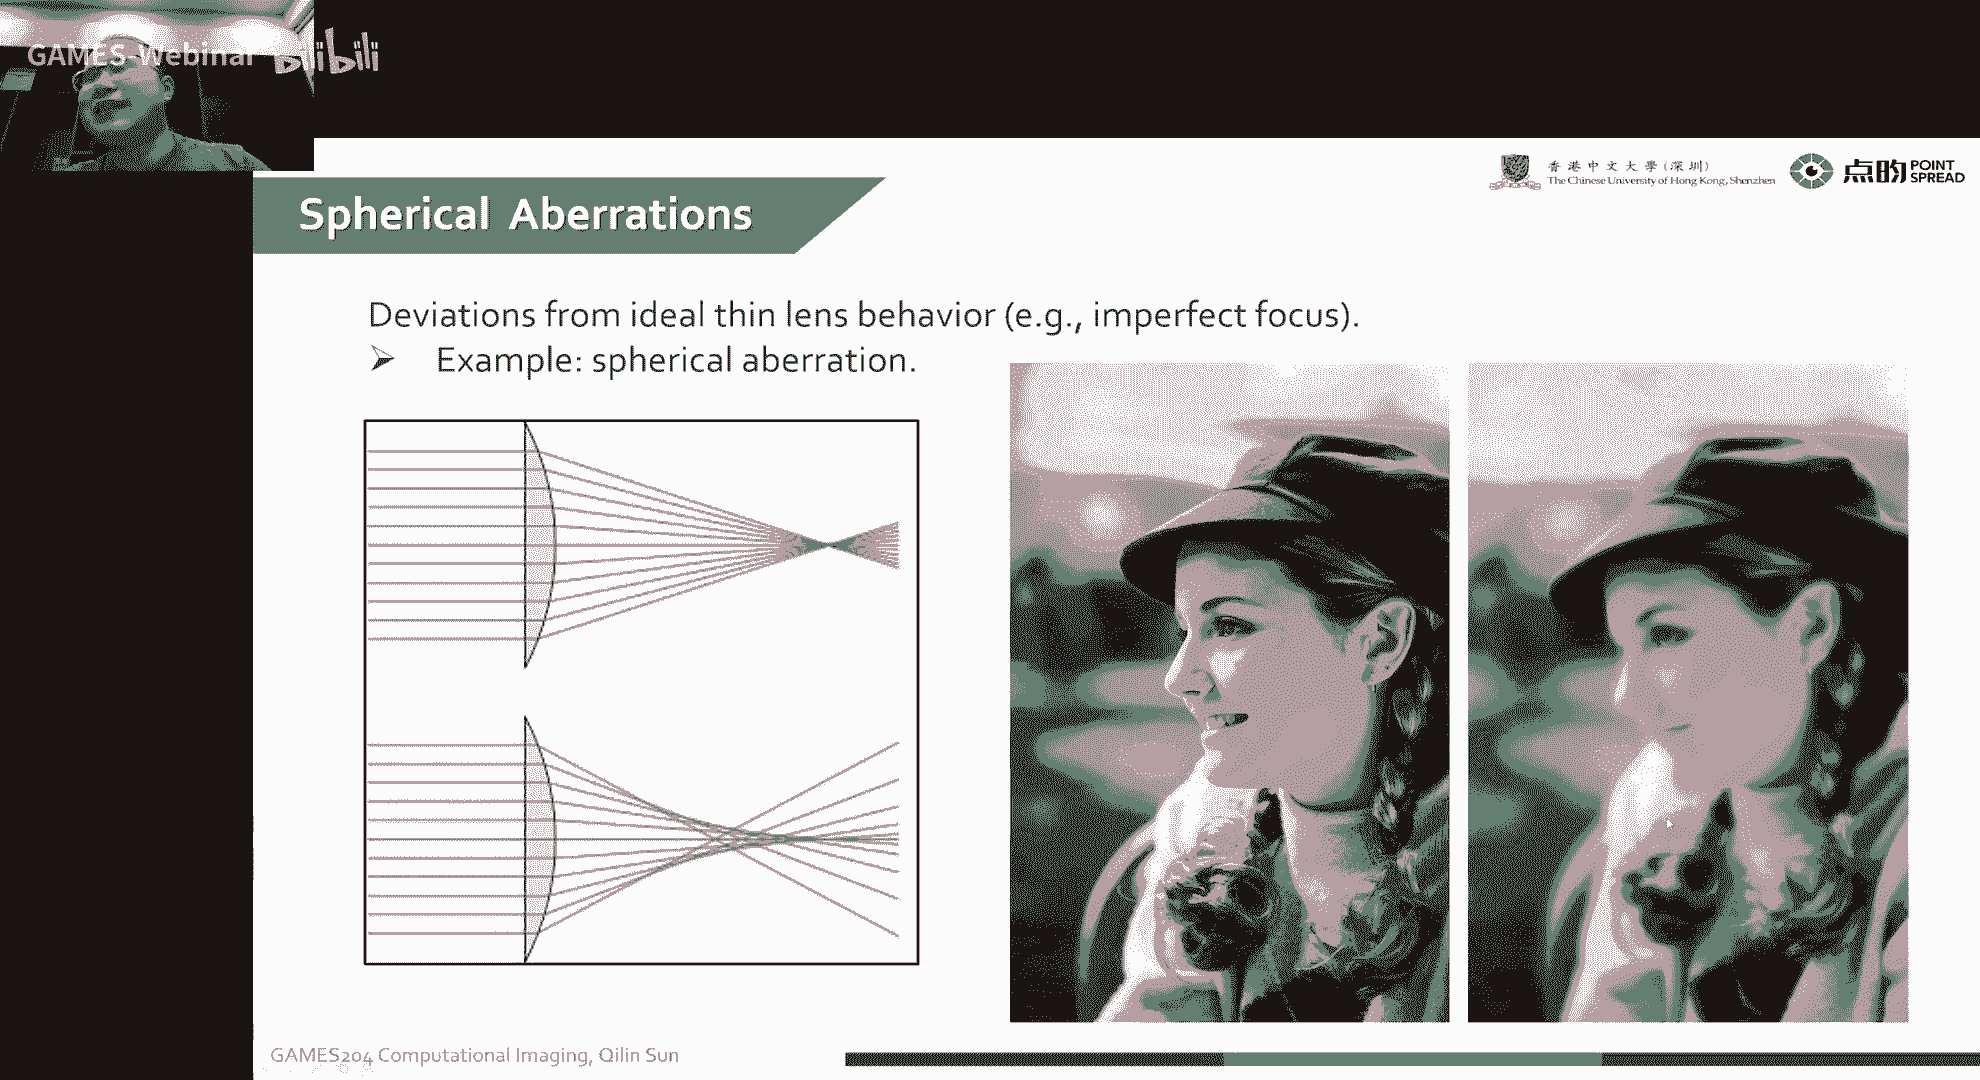 GAMES-Webinar bilibili
香港中文大學(深圳)
The Chinese University of Hong Kong, Shenzhen
点昀 POINT
SPREAD
Spherical Aberrations
Deviations from ideal thin lens behavior (e.g., imperfect focus).
➢ Example: spherical aberration.
GAMES204 Computational Imaging, Qilin Sun